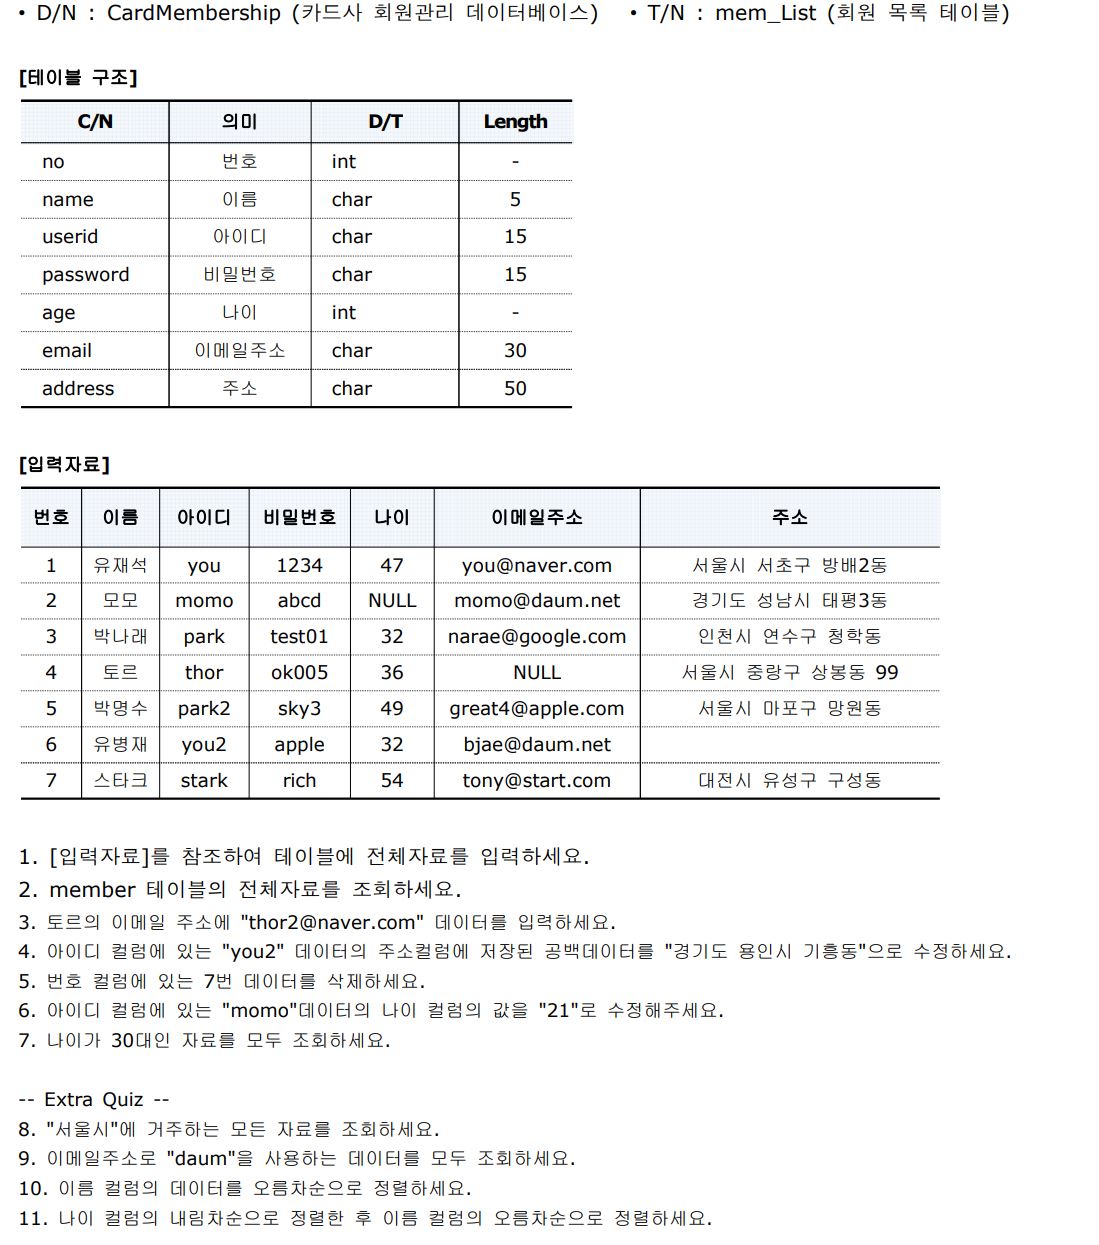 • D/N : CardMembership (카드사 회원관리 데이터베이스) • T/N : mem_List (회원 목록 테이블)
[테이블 구조]
C/N 의미 D/T Length
no 번호 int -
name 이름 char 5
userid 아이디 char 15
password 비밀번호 char 15
age 나이 int -
email 이메일주소 char 30
address 주소 char 50
[입력자료]
번호 이름 아이디 비밀번호 나이 이메일주소 주소
1 유재석 you 1234 47 you@naver.com 서울시 서초구 방배2동
2 모모 momo abcd NULL momo@daum.net 경기도 성남시 태평3동
3 박나래 park test01 32 narae@google.com 인천시 연수구 청학동
4 토르 thor ok005 36 NULL 서울시 중랑구 상봉동 99
5 박명수 park2 sky3 49 great4@apple.com 서울시 마포구 망원동
6 유병재 you2 apple 32 bjae@daum.net
7 스타크 stark rich 54 tony@start.com 대전시 유성구 구성동
1. [입력자료]를 참조하여 테이블에 전체자료를 입력하세요.
2. member 테이블의 전체자료를 조회하세요.
3. 토르의 이메일 주소에 "thor2@naver.com" 데이터를 입력하세요.
4. 아이디 컬럼에 있는 "you2" 데이터의 주소컬럼에 저장된 공백데이터를 "경기도 용인시 기흥동"으로 수정하세요.
5. 번호 컬럼에 있는 7번 데이터를 삭제하세요.
6. 아이디 컬럼에 있는 "momo"데이터의 나이 컬럼의 값을 "21"로 수정해주세요.
7. 나이가 30대인 자료를 모두 조회하세요.
-- Extra Quiz --
8. "서울시"에 거주하는 모든 자료를 조회하세요.
9. 이메일주소로 "daum"을 사용하는 데이터를 모두 조회하세요.
10. 이름 컬럼의 데이터를 오름차순으로 정렬하세요.
11. 나이 컬럼의 내림차순으로 정렬한 후 이름 컬럼의 오름차순으로 정렬하세요.